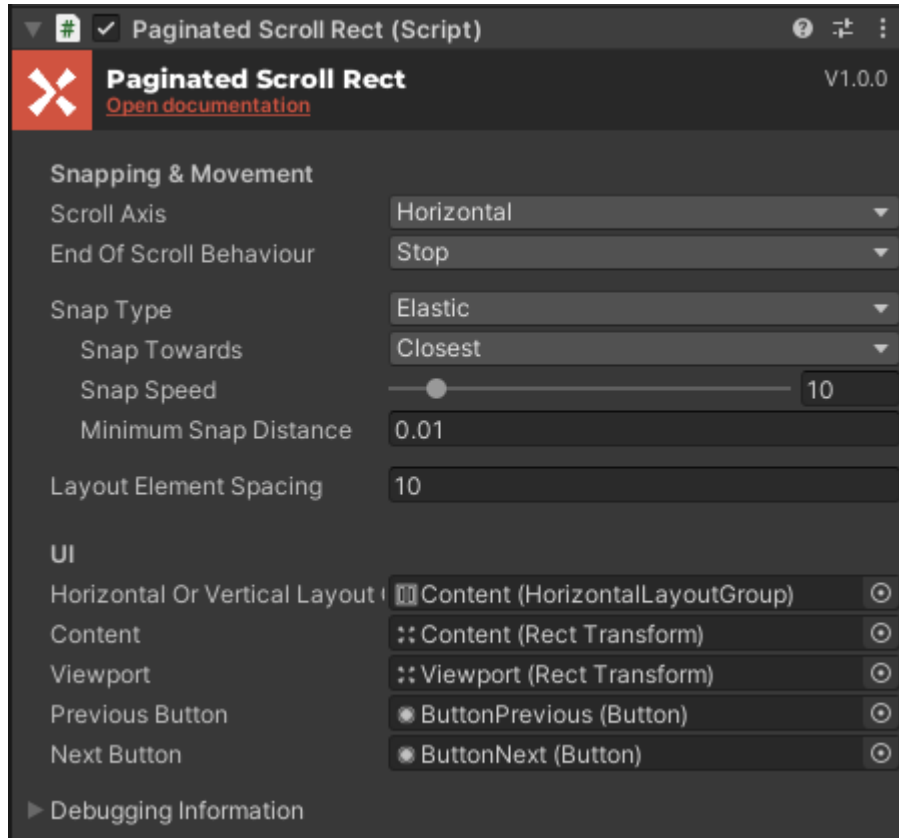 Paginated Scroll Rect (Script)
Paginated Scroll Rect V1.0.0
Open documentation
Snapping & Movement
Scroll Axis Horizontal
End Of Scroll Behaviour Stop
Snap Type Elastic
Snap Towards Closest
Snap Speed 10
Minimum Snap Distance 0.01
Layout Element Spacing 10
UI
Horizontal Or Vertical Layout Content (HorizontalLayoutGroup)
Content Content (Rect Transform)
Viewport Viewport (Rect Transform)
Previous Button ButtonPrevious (Button)
Next Button ButtonNext (Button)
Debugging Information